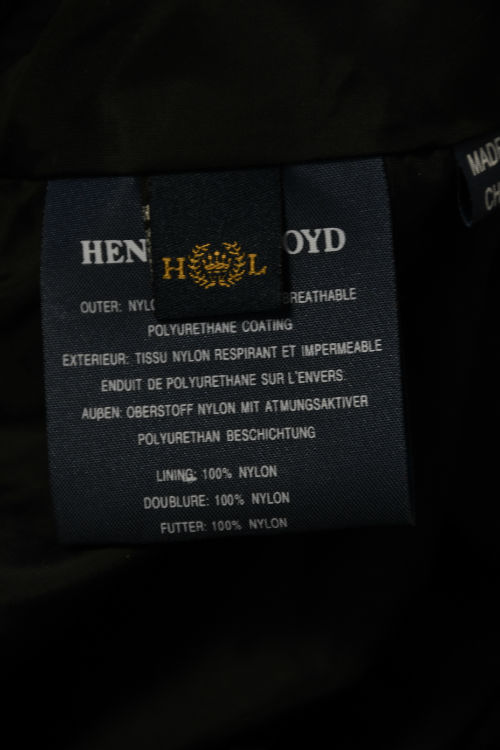 HEN OYD
H L
OUTER: NYLO BREATHABLE
POLYURETHANE COATING
EXTERIEUR: TISSU NYLON RESPIRANT ET IMPERMEABLE
ENDUIT DE POLYURETHANE SUR L'ENVERS
AUßEN: OBERSTOFF NYLON MIT ATMUNGSAKTIVER
POLYURETHAN BESCHICHTUNG
LINING: 100% NYLON
DOUBLURE: 100% NYLON
FUTTER: 100% NYLON
MADE
CH